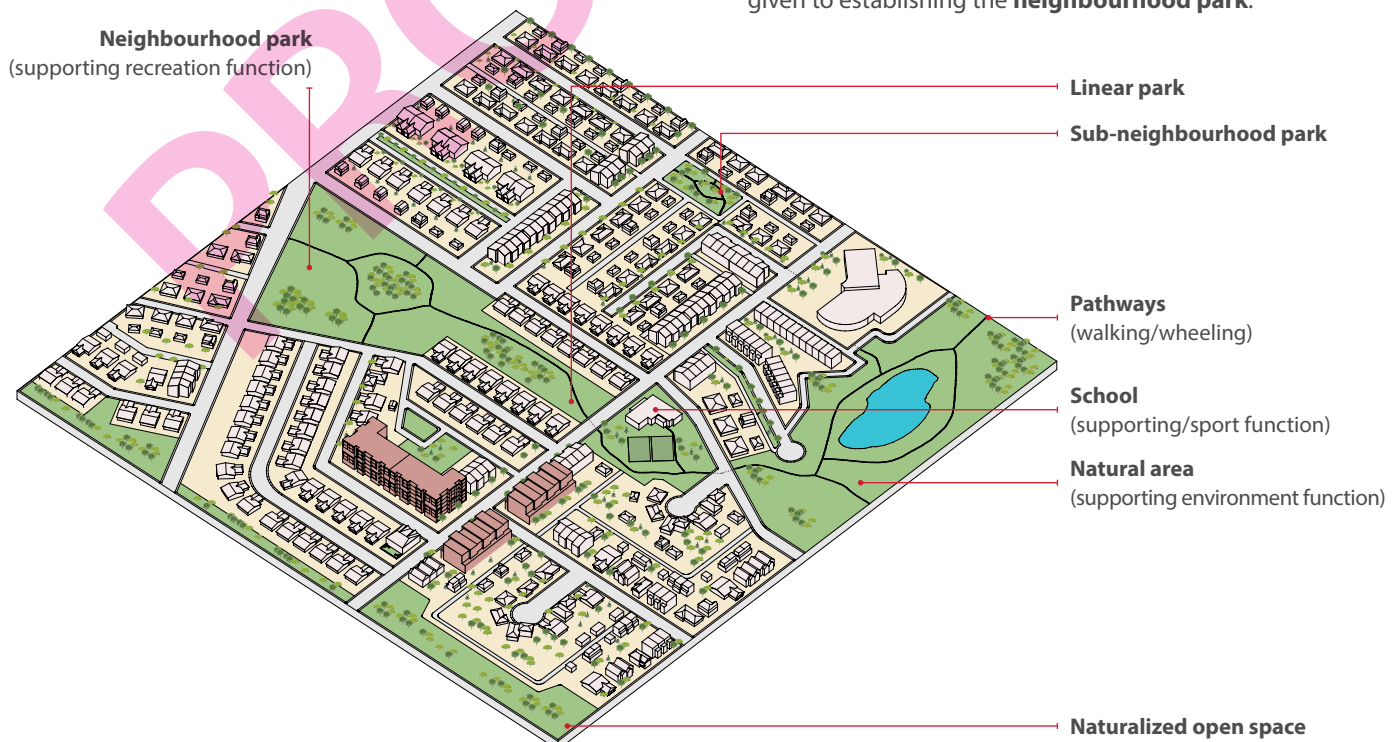 given to establishing the neighbourhood park.
Neighbourhood park
(supporting recreation function)
Linear park
Sub-neighbourhood park
Pathways
(walking/wheeling)
School
(supporting/sport function)
Natural area
(supporting environment function)
Naturalized open space